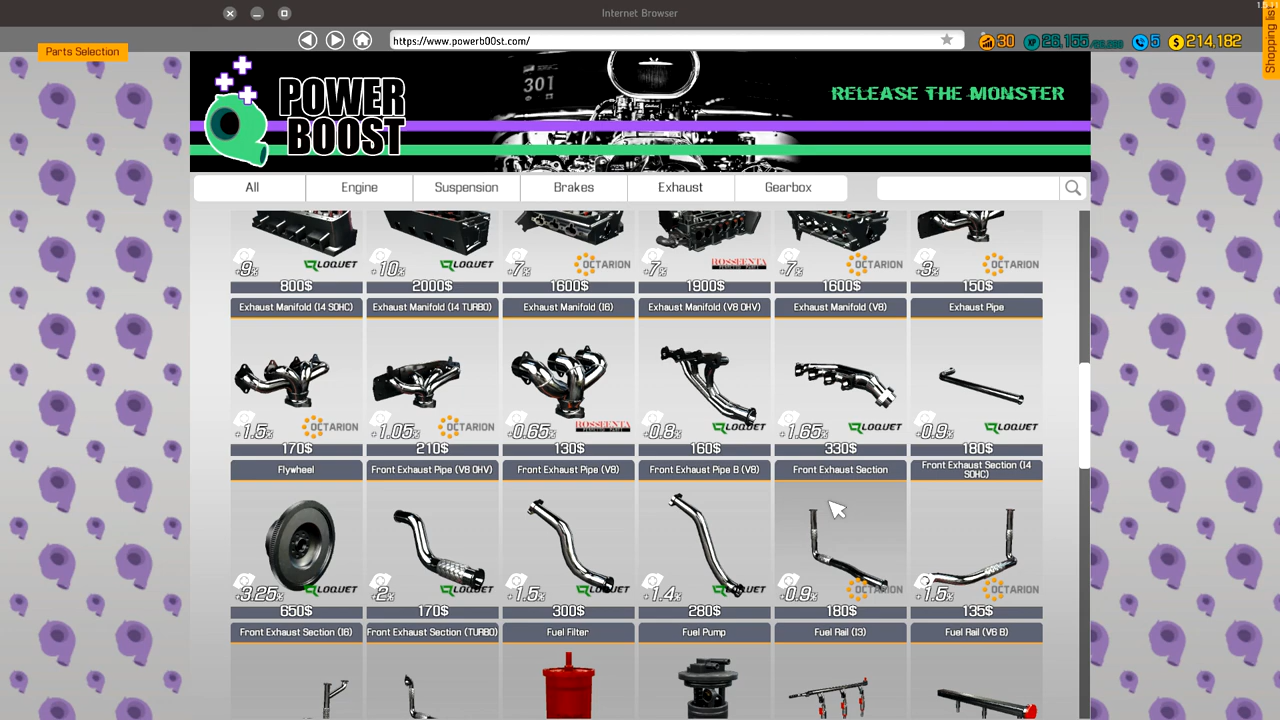 Internet Browser
Parts Selection
https://www.powerb00st.com/
30
5
214,182
Shopping list
POWER BOOST
301
RELEASE THE MONSTER
All Engine Suspension Brakes Exhaust Gearbox
+9% LOQUET +10% LOQUET +7% OCTARION +7% ROSSEENTA +7% OCTARION +3% OCTARION
800$ 2000$ 1600$ 1900$ 1600$ 150$
Exhaust Manifold (I4 SOHC) Exhaust Manifold (I4 TURBO) Exhaust Manifold (I6) Exhaust Manifold (V8 OHV) Exhaust Manifold (V8) Exhaust Pipe
+1.5% OCTARION +1.05% OCTARION +0.65% ROSSEENTA +0.8% LOQUET +1.65% LOQUET +0.9% LOQUET
170$ 210$ 130$ 160$ 330$ 180$
Flywheel Front Exhaust Pipe (V8 OHV) Front Exhaust Pipe (V8) Front Exhaust Pipe B (V8) Front Exhaust Section Front Exhaust Section (I4 SOHC)
+3.25% LOQUET +2% LOQUET +1.5% LOQUET +1.4% LOQUET +0.9% OCTARION +1.5% OCTARION
650$ 170$ 300$ 280$ 180$ 135$
Front Exhaust Section (I6) Front Exhaust Section (TURBO) Fuel Filter Fuel Pump Fuel Rail (I3) Fuel Rail (V6 B)